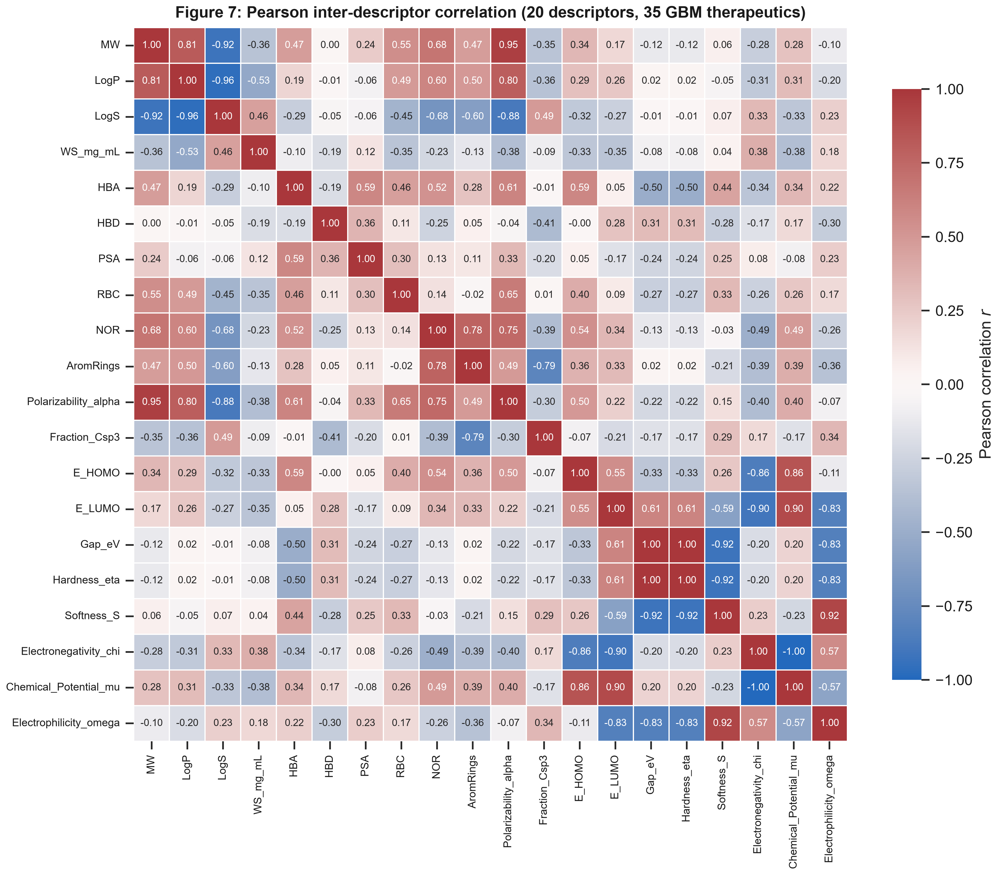 Figure 7: Pearson inter-descriptor correlation (20 descriptors, 35 GBM therapeutics)
MW 1.00 0.81 -0.92 -0.36 0.47 0.00 0.24 0.55 0.68 0.47 0.95 -0.35 0.34 0.17 -0.12 -0.12 0.06 -0.28 0.28 -0.10
LogP 0.81 1.00 -0.96 -0.53 0.19 -0.01 -0.06 0.49 0.60 0.50 0.80 -0.36 0.29 0.26 0.02 0.02 -0.05 -0.31 0.31 -0.20
LogS -0.92 -0.96 1.00 0.46 -0.29 -0.05 -0.06 -0.45 -0.68 -0.60 -0.88 0.49 -0.32 -0.27 -0.01 -0.01 0.07 0.33 -0.33 0.23
WS_mg_mL -0.36 -0.53 0.46 1.00 -0.10 -0.19 0.12 -0.35 -0.23 -0.13 -0.38 -0.09 -0.33 -0.35 -0.08 -0.08 0.04 0.38 -0.38 0.18
HBA 0.47 0.19 -0.29 -0.10 1.00 -0.19 0.59 0.46 0.52 0.28 0.61 -0.01 0.59 0.05 -0.50 -0.50 0.44 -0.34 0.34 0.22
HBD 0.00 -0.01 -0.05 -0.19 -0.19 1.00 0.36 0.11 -0.25 0.05 -0.04 -0.41 -0.00 0.28 0.31 0.31 -0.28 -0.17 0.17 -0.30
PSA 0.24 -0.06 -0.06 0.12 0.59 0.36 1.00 0.30 0.13 0.11 0.33 -0.20 0.05 -0.17 -0.24 -0.24 0.25 0.08 -0.08 0.23
RBC 0.55 0.49 -0.45 -0.35 0.46 0.11 0.30 1.00 0.14 -0.02 0.65 0.01 0.40 0.09 -0.27 -0.27 0.33 -0.26 0.26 0.17
NOR 0.68 0.60 -0.68 -0.23 0.52 -0.25 0.13 0.14 1.00 0.78 0.75 -0.39 0.54 0.34 -0.13 -0.13 -0.03 -0.49 0.49 -0.26
AromRings 0.47 0.50 -0.60 -0.13 0.28 0.05 0.11 -0.02 0.78 1.00 0.49 -0.79 0.36 0.33 0.02 0.02 -0.21 -0.39 0.39 -0.36
Polarizability_alpha 0.95 0.80 -0.88 -0.38 0.61 -0.04 0.33 0.65 0.75 0.49 1.00 -0.30 0.50 0.22 -0.22 -0.22 0.15 -0.40 0.40 -0.07
Fraction_Csp3 -0.35 -0.36 0.49 -0.09 -0.01 -0.41 -0.20 0.01 -0.39 -0.79 -0.30 1.00 -0.07 -0.21 -0.17 -0.17 0.29 0.17 -0.17 0.34
E_HOMO 0.34 0.29 -0.32 -0.33 0.59 -0.00 0.05 0.40 0.54 0.36 0.50 -0.07 1.00 0.55 -0.33 -0.33 0.26 -0.86 0.86 -0.11
E_LUMO 0.17 0.26 -0.27 -0.35 0.05 0.28 -0.17 0.09 0.34 0.33 0.22 -0.21 0.55 1.00 0.61 0.61 -0.59 -0.90 0.90 -0.83
Gap_eV -0.12 0.02 -0.01 -0.08 -0.50 0.31 -0.24 -0.27 -0.13 0.02 -0.22 -0.17 -0.33 0.61 1.00 1.00 -0.92 -0.20 0.20 -0.83
Hardness_eta -0.12 0.02 -0.01 -0.08 -0.50 0.31 -0.24 -0.27 -0.13 0.02 -0.22 -0.17 -0.33 0.61 1.00 1.00 -0.92 -0.20 0.20 -0.83
Softness_S 0.06 -0.05 0.07 0.04 0.44 -0.28 0.25 0.33 -0.03 -0.21 0.15 0.29 0.26 -0.59 -0.92 -0.92 1.00 0.23 -0.23 0.92
Electronegativity_chi -0.28 -0.31 0.33 0.38 -0.34 -0.17 0.08 -0.26 -0.49 -0.39 -0.40 0.17 -0.86 -0.90 -0.20 -0.20 0.23 1.00 -1.00 0.57
Chemical_Potential_mu 0.28 0.31 -0.33 -0.38 0.34 0.17 -0.08 0.26 0.49 0.39 0.40 -0.17 0.86 0.90 0.20 0.20 -0.23 -1.00 1.00 -0.57
Electrophilicity_omega -0.10 -0.20 0.23 0.18 0.22 -0.30 0.23 0.17 -0.26 -0.36 -0.07 0.34 -0.11 -0.83 -0.83 -0.83 0.92 0.57 -0.57 1.00
MW
LogP
LogS
WS_mg_mL
HBA
HBD
PSA
RBC
NOR
AromRings
Polarizability_alpha
Fraction_Csp3
E_HOMO
E_LUMO
Gap_eV
Hardness_eta
Softness_S
Electronegativity_chi
Chemical_Potential_mu
Electrophilicity_omega
1.00
0.75
0.50
0.25
0.00
−0.25
−0.50
−0.75
−1.00
Pearson correlation r